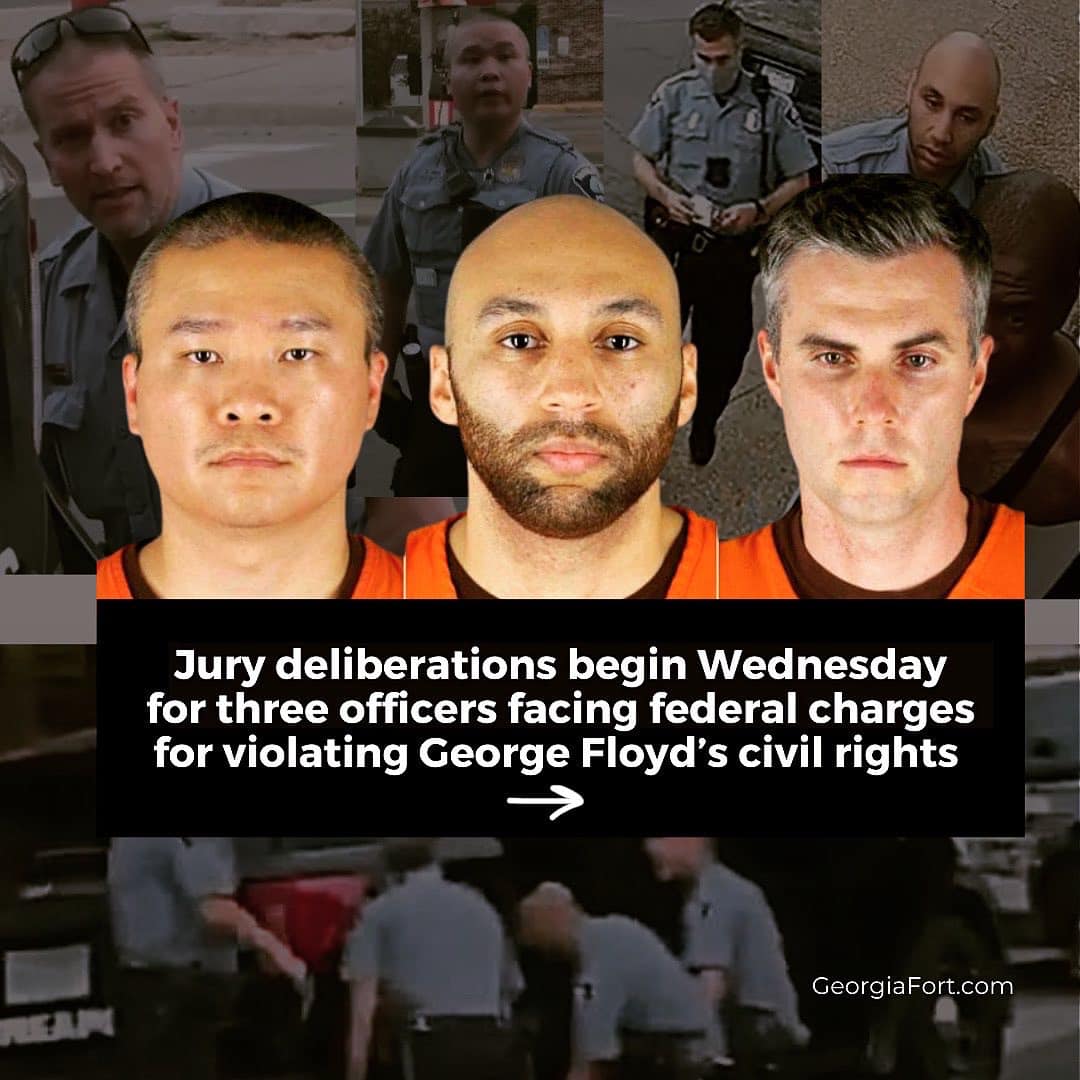 Jury deliberations begin Wednesday
for three officers facing federal charges
for violating George Floyd’s civil rights
GeorgiaFort.com